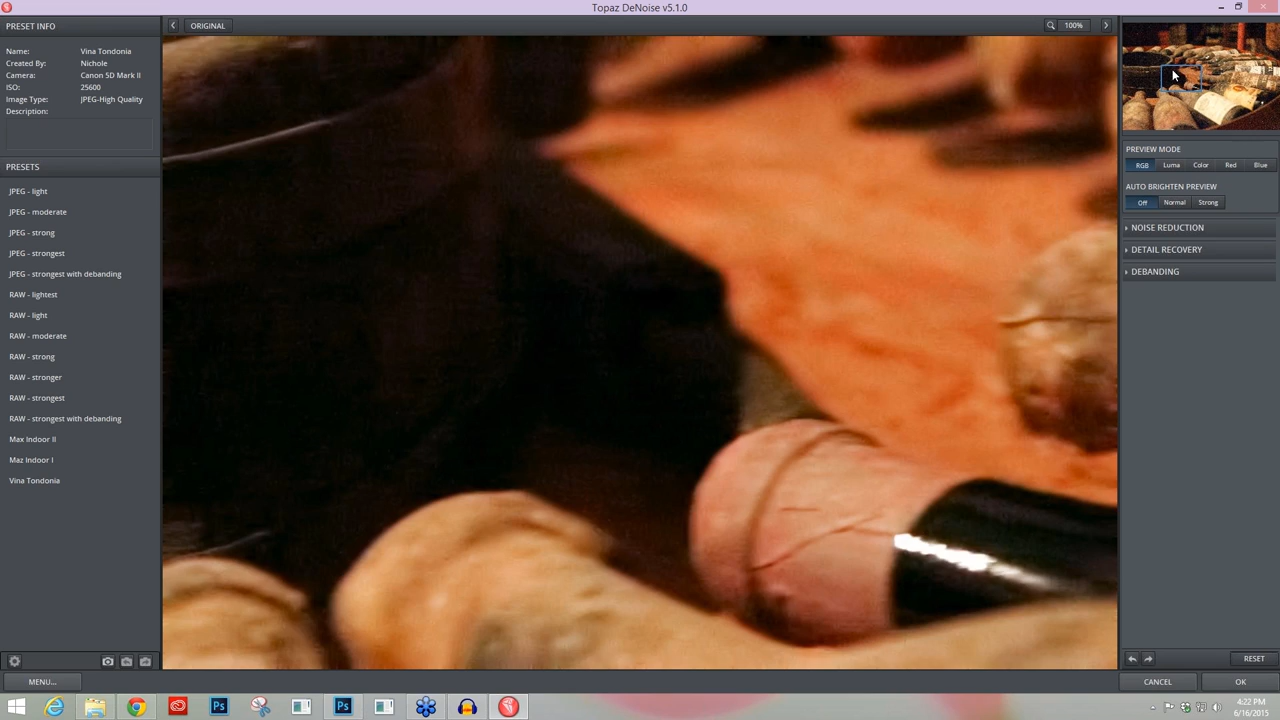 Topaz DeNoise v5.1.0
PRESET INFO
Name: Vina Tondonia
Created By: Nichole
Camera: Canon 5D Mark II
ISO: 25600
Image Type: JPEG-High Quality
Description:
PRESETS
JPEG - light
JPEG - moderate
JPEG - strong
JPEG - strongest
JPEG - strongest with debanding
RAW - lightest
RAW - light
RAW - moderate
RAW - strong
RAW - stronger
RAW - strongest
RAW - strongest with debanding
Max Indoor II
Maz Indoor I
Vina Tondonia
MENU...
ORIGINAL
100%
PREVIEW MODE
RGB Luma Color Red Blue
AUTO BRIGHTEN PREVIEW
Off Normal Strong
NOISE REDUCTION
DETAIL RECOVERY
DEBANDING
RESET
CANCEL OK
Ps Ps
4:22 PM
6/16/2015